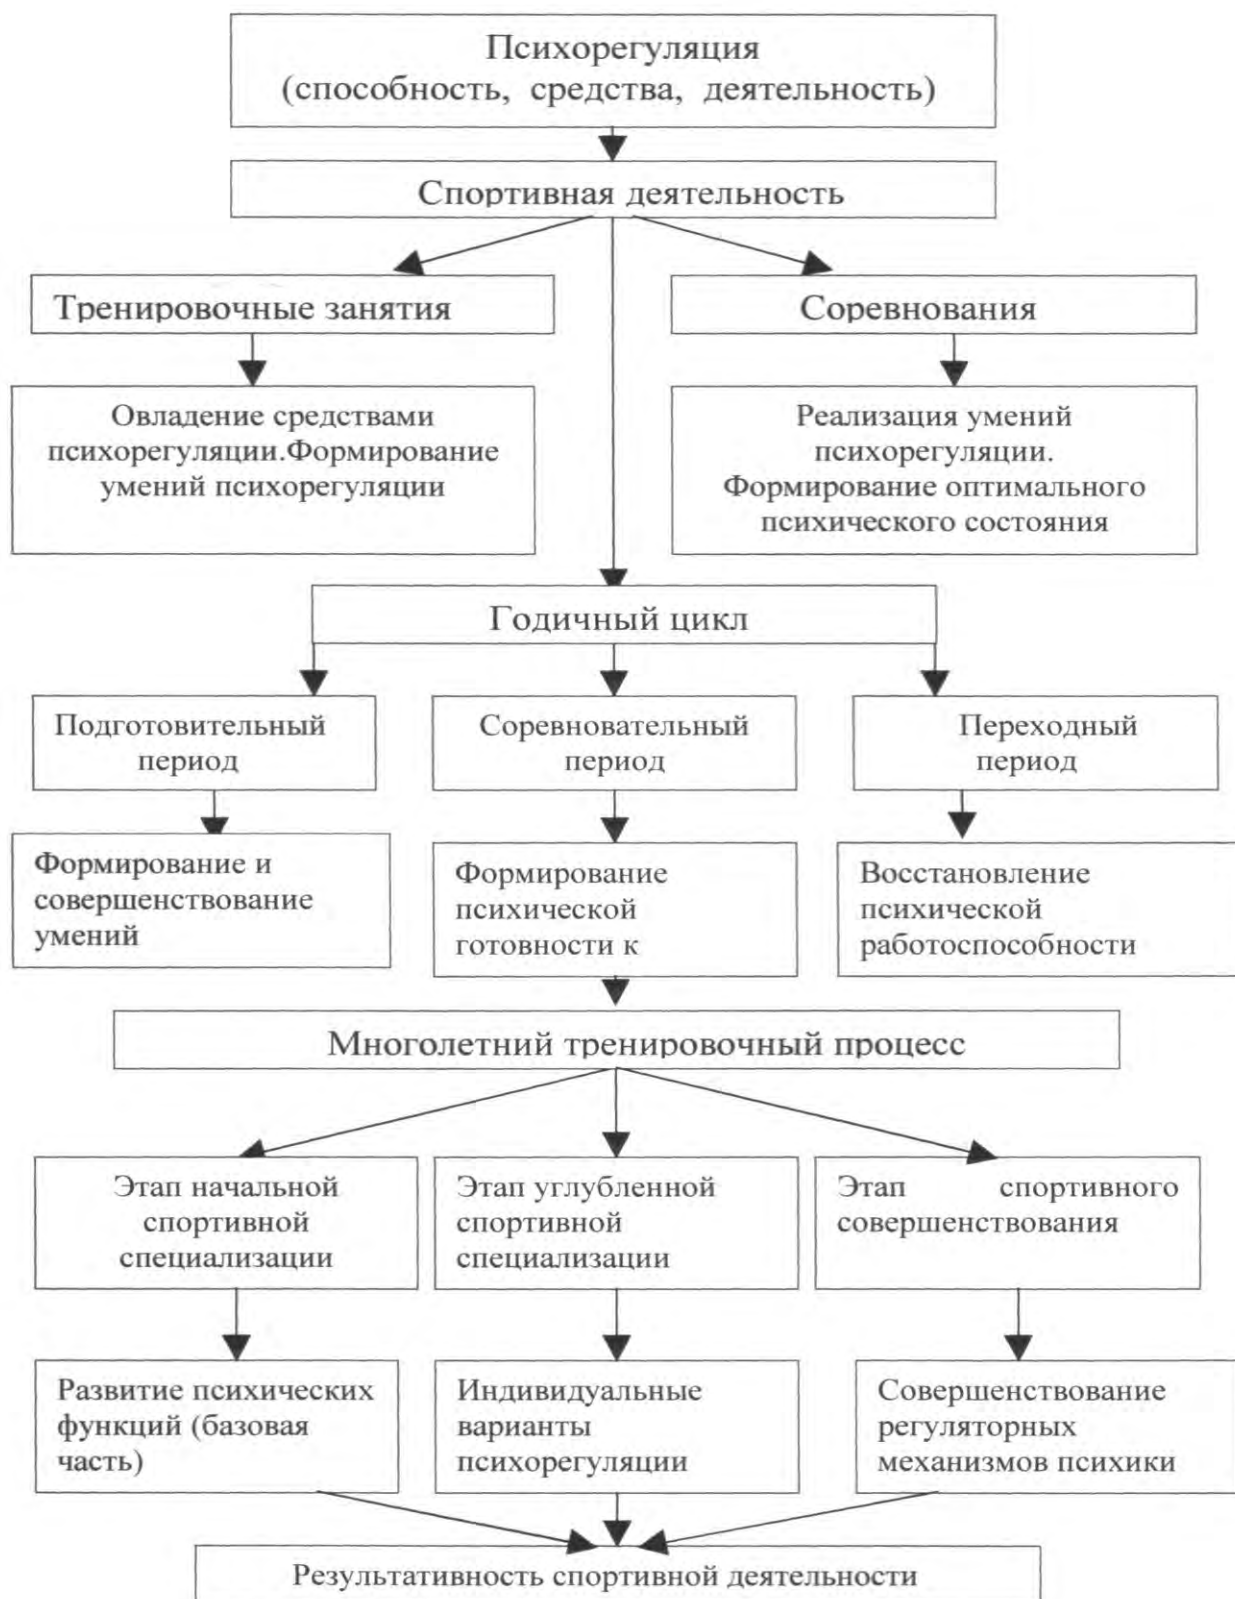 Психорегуляция
(способность, средства, деятельность)
Спортивная деятельность
Тренировочные занятия
Соревнования
Овладение средствами
психорегуляции.Формирование
умений психорегуляции
Реализация умений
психорегуляции.
Формирование оптимального
психического состояния
Годичный цикл
Подготовительный
период
Соревновательный
период
Переходный
период
Формирование и
совершенствование
умений
Формирование
психической
готовности к
Восстановление
психической
работоспособности
Многолетний тренировочный процесс
Этап начальной
спортивной
специализации
Этап углубленной
спортивной
специализации
Этап спортивного
совершенствования
Развитие психических
функций (базовая
часть)
Индивидуальные
варианты
психорегуляции
Совершенствование
регуляторных
механизмов психики
Результативность спортивной деятельности